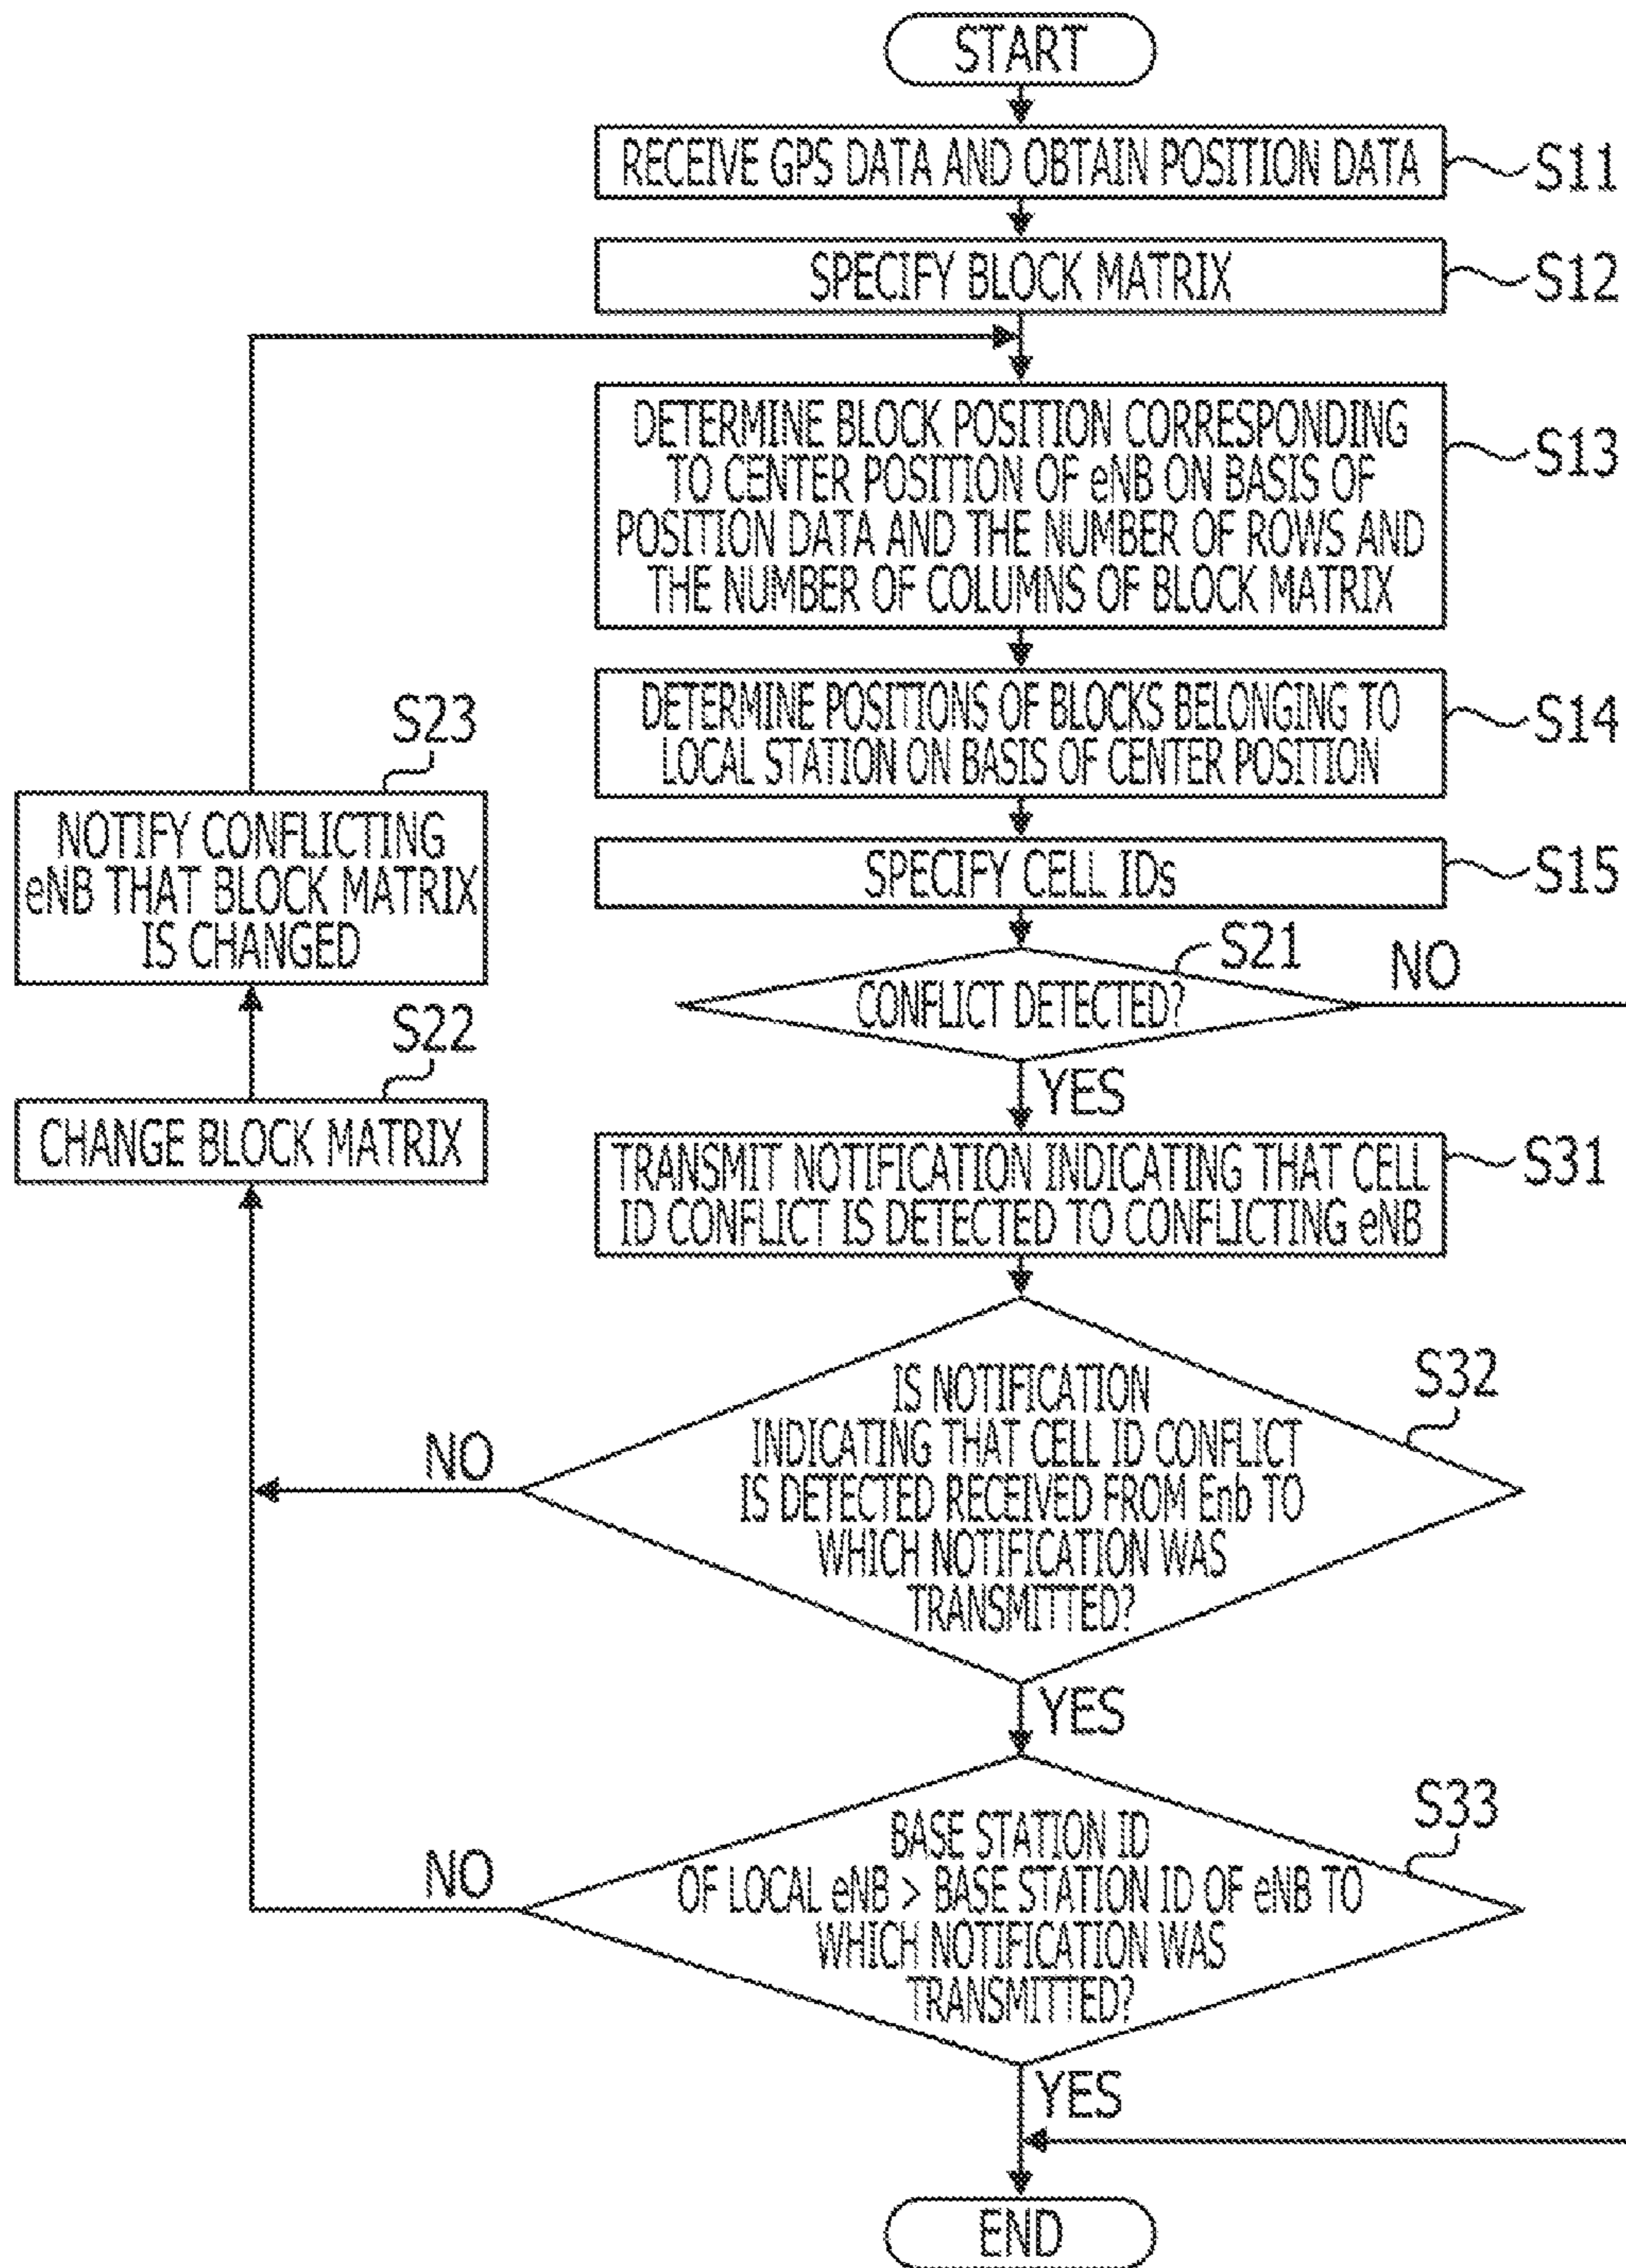 START
RECEIVE GPS DATA AND OBTAIN POSITION DATA
S11
SPECIFY BLOCK MATRIX
S12
DETERMINE BLOCK POSITION CORRESPONDING
TO CENTER POSITION OF eNB ON BASIS OF
POSITION DATA AND THE NUMBER OF ROWS AND
THE NUMBER OF COLUMNS OF BLOCK MATRIX
S13
DETERMINE POSITIONS OF BLOCKS BELONGING TO
LOCAL STATION ON BASIS OF CENTER POSITION
S14
S23
NOTIFY CONFLICTING
eNB THAT BLOCK MATRIX
IS CHANGED
SPECIFY CELL IDs
S15
S21
CONFLICT DETECTED?
NO
YES
S22
CHANGE BLOCK MATRIX
TRANSMIT NOTIFICATION INDICATING THAT CELL
ID CONFLICT IS DETECTED TO CONFLICTING eNB
S31
IS NOTIFICATION
INDICATING THAT CELL ID CONFLICT
IS DETECTED RECEIVED FROM Enb TO
WHICH NOTIFICATION WAS
TRANSMITTED?
S32
NO
YES
BASE STATION ID
OF LOCAL eNB > BASE STATION ID OF eNB TO
WHICH NOTIFICATION WAS
TRANSMITTED?
S33
NO
YES
END